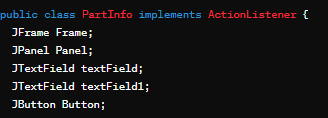 public class PartInfo implements ActionListener {
JFrame Frame;
JPanel Panel;
JTextField textField;
JTextField textField1;
JButton Button;